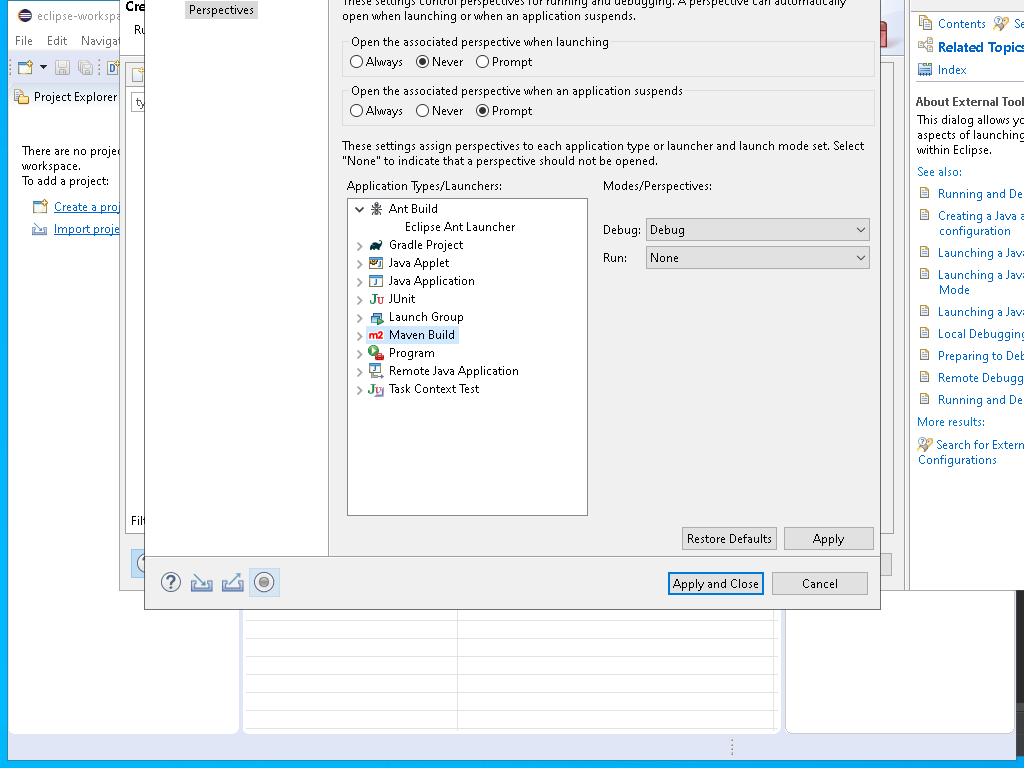 eclipse-workspa
File Edit Navigat
Project Explorer
There are no projec
workspace.
To add a project:
Create a proj
Import proje
Cre
Ru
ty
Filt
Perspectives
These settings control perspectives for running and debugging. A perspective can automatically
open when launching or when an application suspends.
Open the associated perspective when launching
Always Never Prompt
Open the associated perspective when an application suspends
Always Never Prompt
These settings assign perspectives to each application type or launcher and launch mode set. Select
"None" to indicate that a perspective should not be opened.
Application Types/Launchers:
Modes/Perspectives:
Ant Build
Eclipse Ant Launcher
Gradle Project
Java Applet
Java Application
JUnit
Launch Group
m2 Maven Build
Program
Remote Java Application
Task Context Test
Debug: Debug
Run: None
Restore Defaults Apply
Apply and Close Cancel
Contents Se
Related Topics
Index
About External Tool
This dialog allows yo
aspects of launching
within Eclipse.
See also:
Running and De
Creating a Java a
configuration
Launching a Java
Launching a Java
Mode
Launching a Java
Local Debugging
Preparing to Deb
Remote Debugg
Running and De
More results:
Search for Extern
Configurations